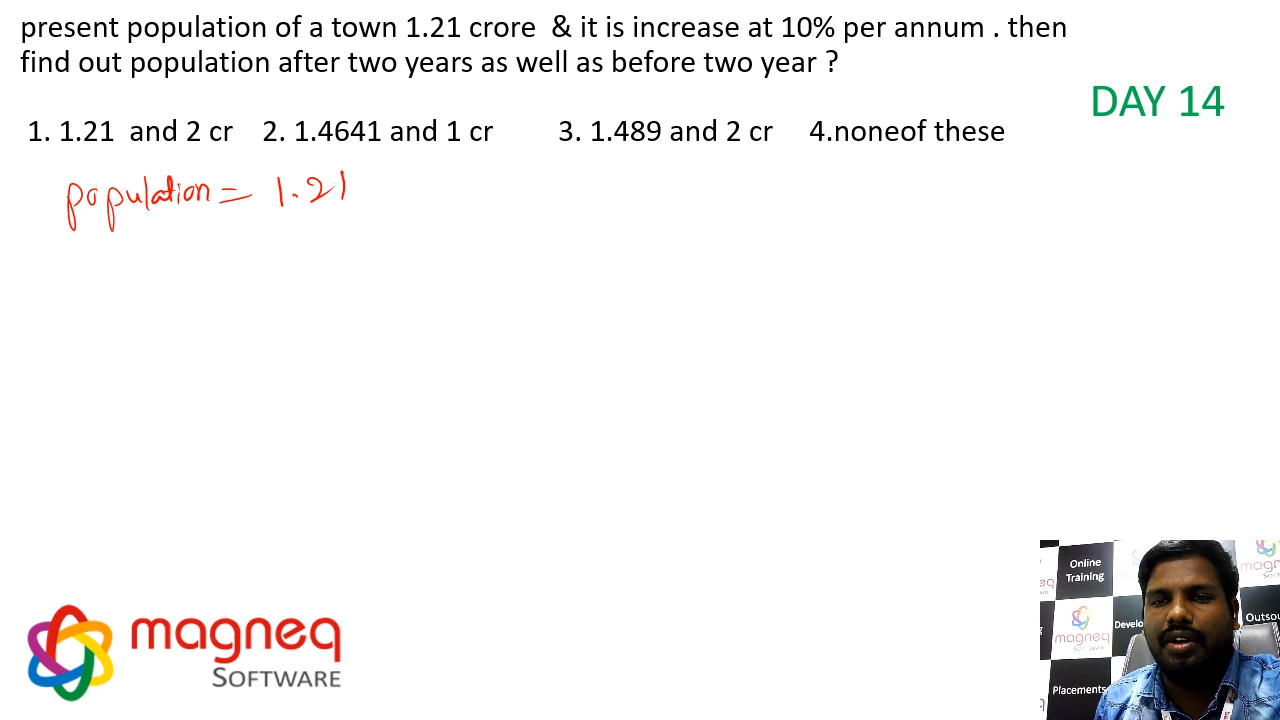 present population of a town 1.21 crore & it is increase at 10% per annum . then
find out population after two years as well as before two year ?
DAY 14
1. 1.21 and 2 cr 2. 1.4641 and 1 cr 3. 1.489 and 2 cr 4.noneof these
population = 1.21
Online
Training
magneq
Develo
Outsou
Placements
magneq
SOFTWARE